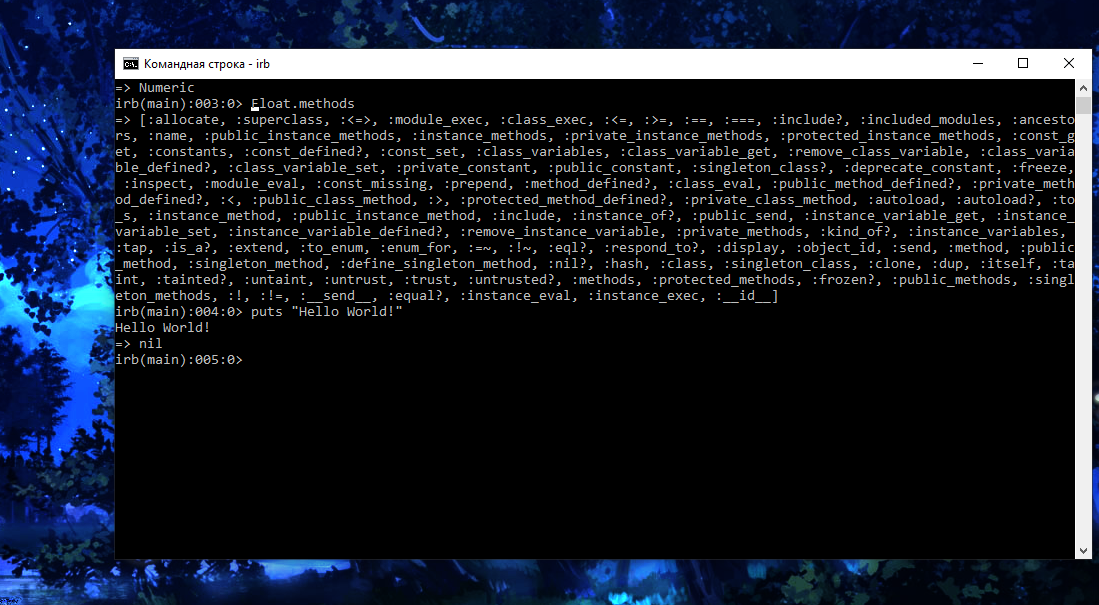 Командная строка - irb
=> Numeric
irb(main):003:0> Float.methods
=> [:allocate, :superclass, :<=>, :module_exec, :class_exec, :<=, :>=, :==, :===, :include?, :included_modules, :ancesto
rs, :name, :public_instance_methods, :instance_methods, :private_instance_methods, :protected_instance_methods, :const_g
et, :constants, :const_defined?, :const_set, :class_variables, :class_variable_get, :remove_class_variable, :class_varia
ble_defined?, :class_variable_set, :private_constant, :public_constant, :singleton_class?, :deprecate_constant, :freeze,
 :inspect, :module_eval, :const_missing, :prepend, :method_defined?, :class_eval, :public_method_defined?, :private_meth
od_defined?, :<, :public_class_method, :>, :protected_method_defined?, :private_class_method, :autoload, :autoload?, :to
_s, :instance_method, :public_instance_method, :include, :instance_of?, :public_send, :instance_variable_get, :instance_
variable_set, :instance_variable_defined?, :remove_instance_variable, :private_methods, :kind_of?, :instance_variables,
:tap, :is_a?, :extend, :to_enum, :enum_for, :=~, :!~, :eql?, :respond_to?, :display, :object_id, :send, :method, :public
_method, :singleton_method, :define_singleton_method, :nil?, :hash, :class, :singleton_class, :clone, :dup, :itself, :ta
int, :tainted?, :untaint, :untrust, :trust, :untrusted?, :methods, :protected_methods, :frozen?, :public_methods, :singl
eton_methods, :!, :!=, :__send__, :equal?, :instance_eval, :instance_exec, :__id__]
irb(main):004:0> puts "Hello World!"
Hello World!
=> nil
irb(main):005:0>